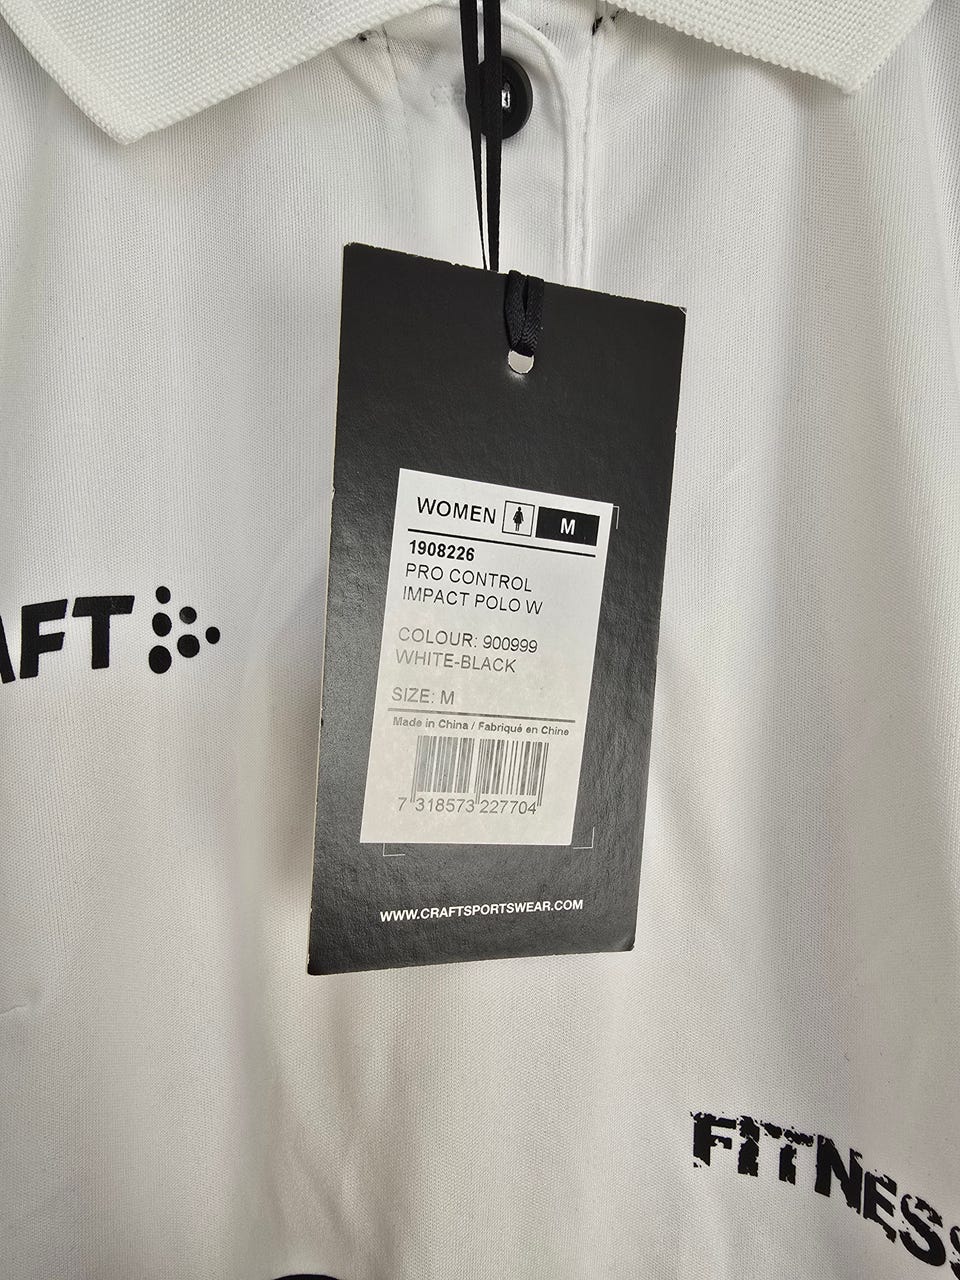 WOMEN M
1908226
PRO CONTROL
IMPACT POLO W
COLOUR: 900999
WHITE-BLACK
SIZE: M
Made in China / Fabriqué en Chine
7 318573 227704
WWW.CRAFTSPORTSWEAR.COM
AFT
FITNESS